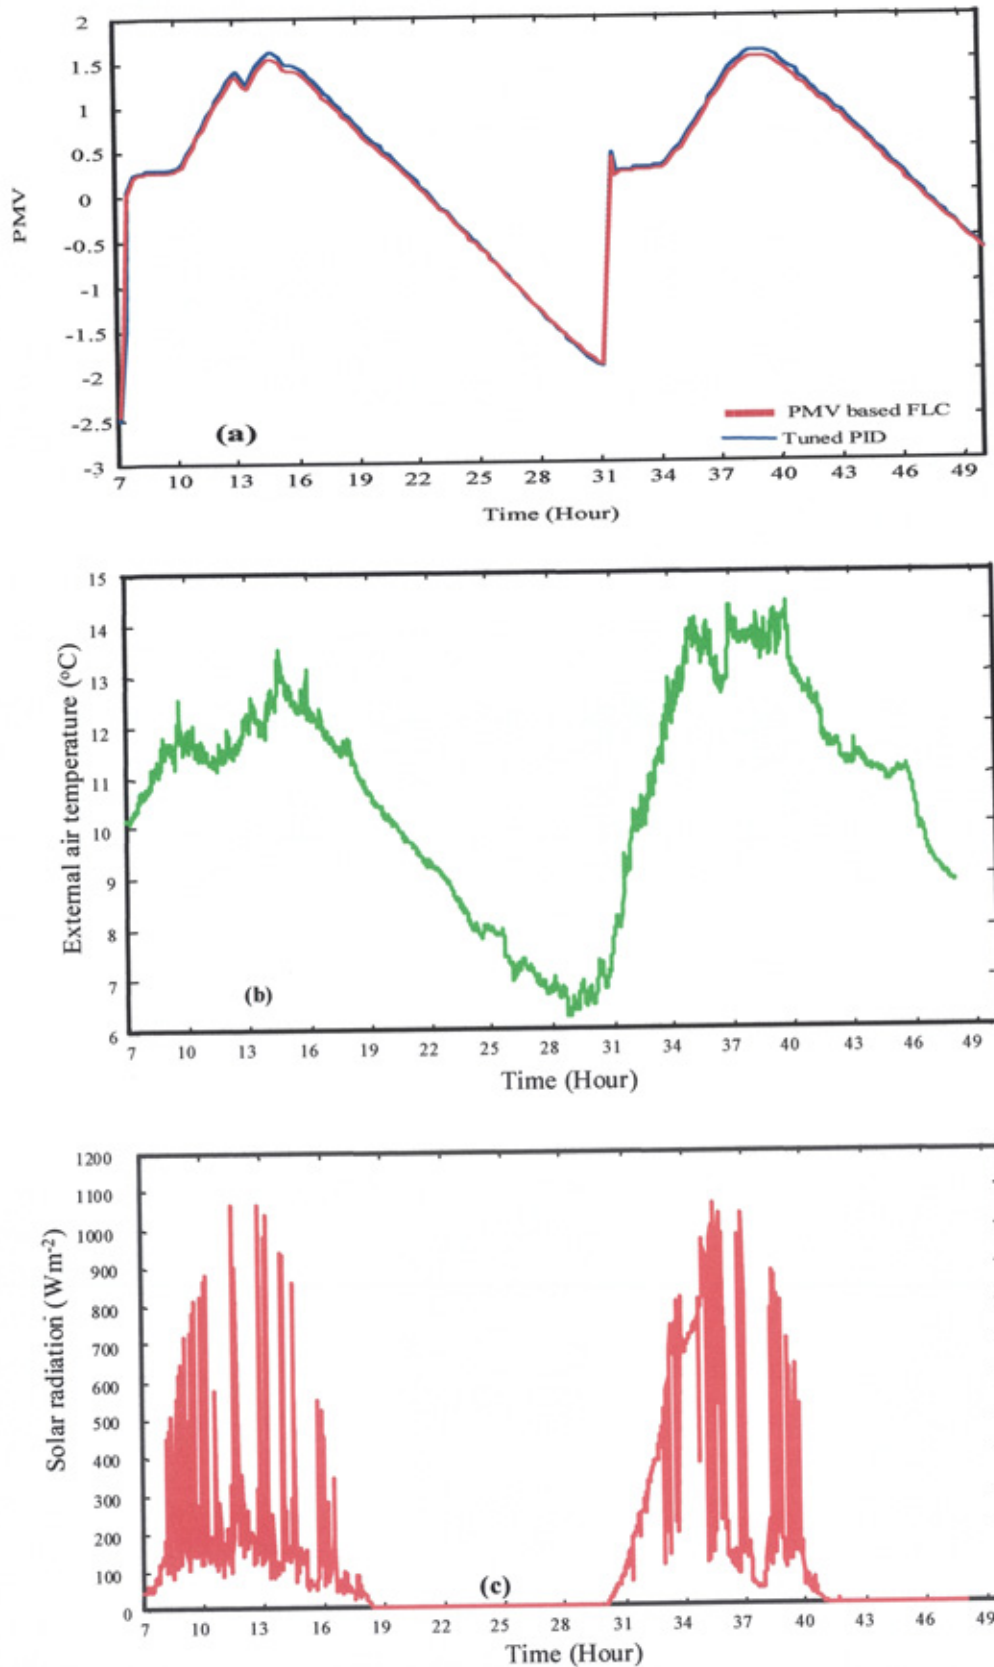 2
1.5
1
0.5
0
-0.5
-1
-1.5
-2
-2.5
-3
PMV
(a)
PMV based FLC
Tuned PID
7 10 13 16 19 22 25 28 31 34 37 40 43 46 49
Time (Hour)
15
14
13
12
11
10
9
8
7
6
External air temperature (°C)
(b)
7 10 13 16 19 22 25 28 31 34 37 40 43 46 49
Time (Hour)
1200
1100
1000
900
800
700
600
500
400
300
200
100
0
Solar radiation (Wm-2)
(c)
7 10 13 16 19 22 25 28 31 34 37 40 43 46 49
Time (Hour)